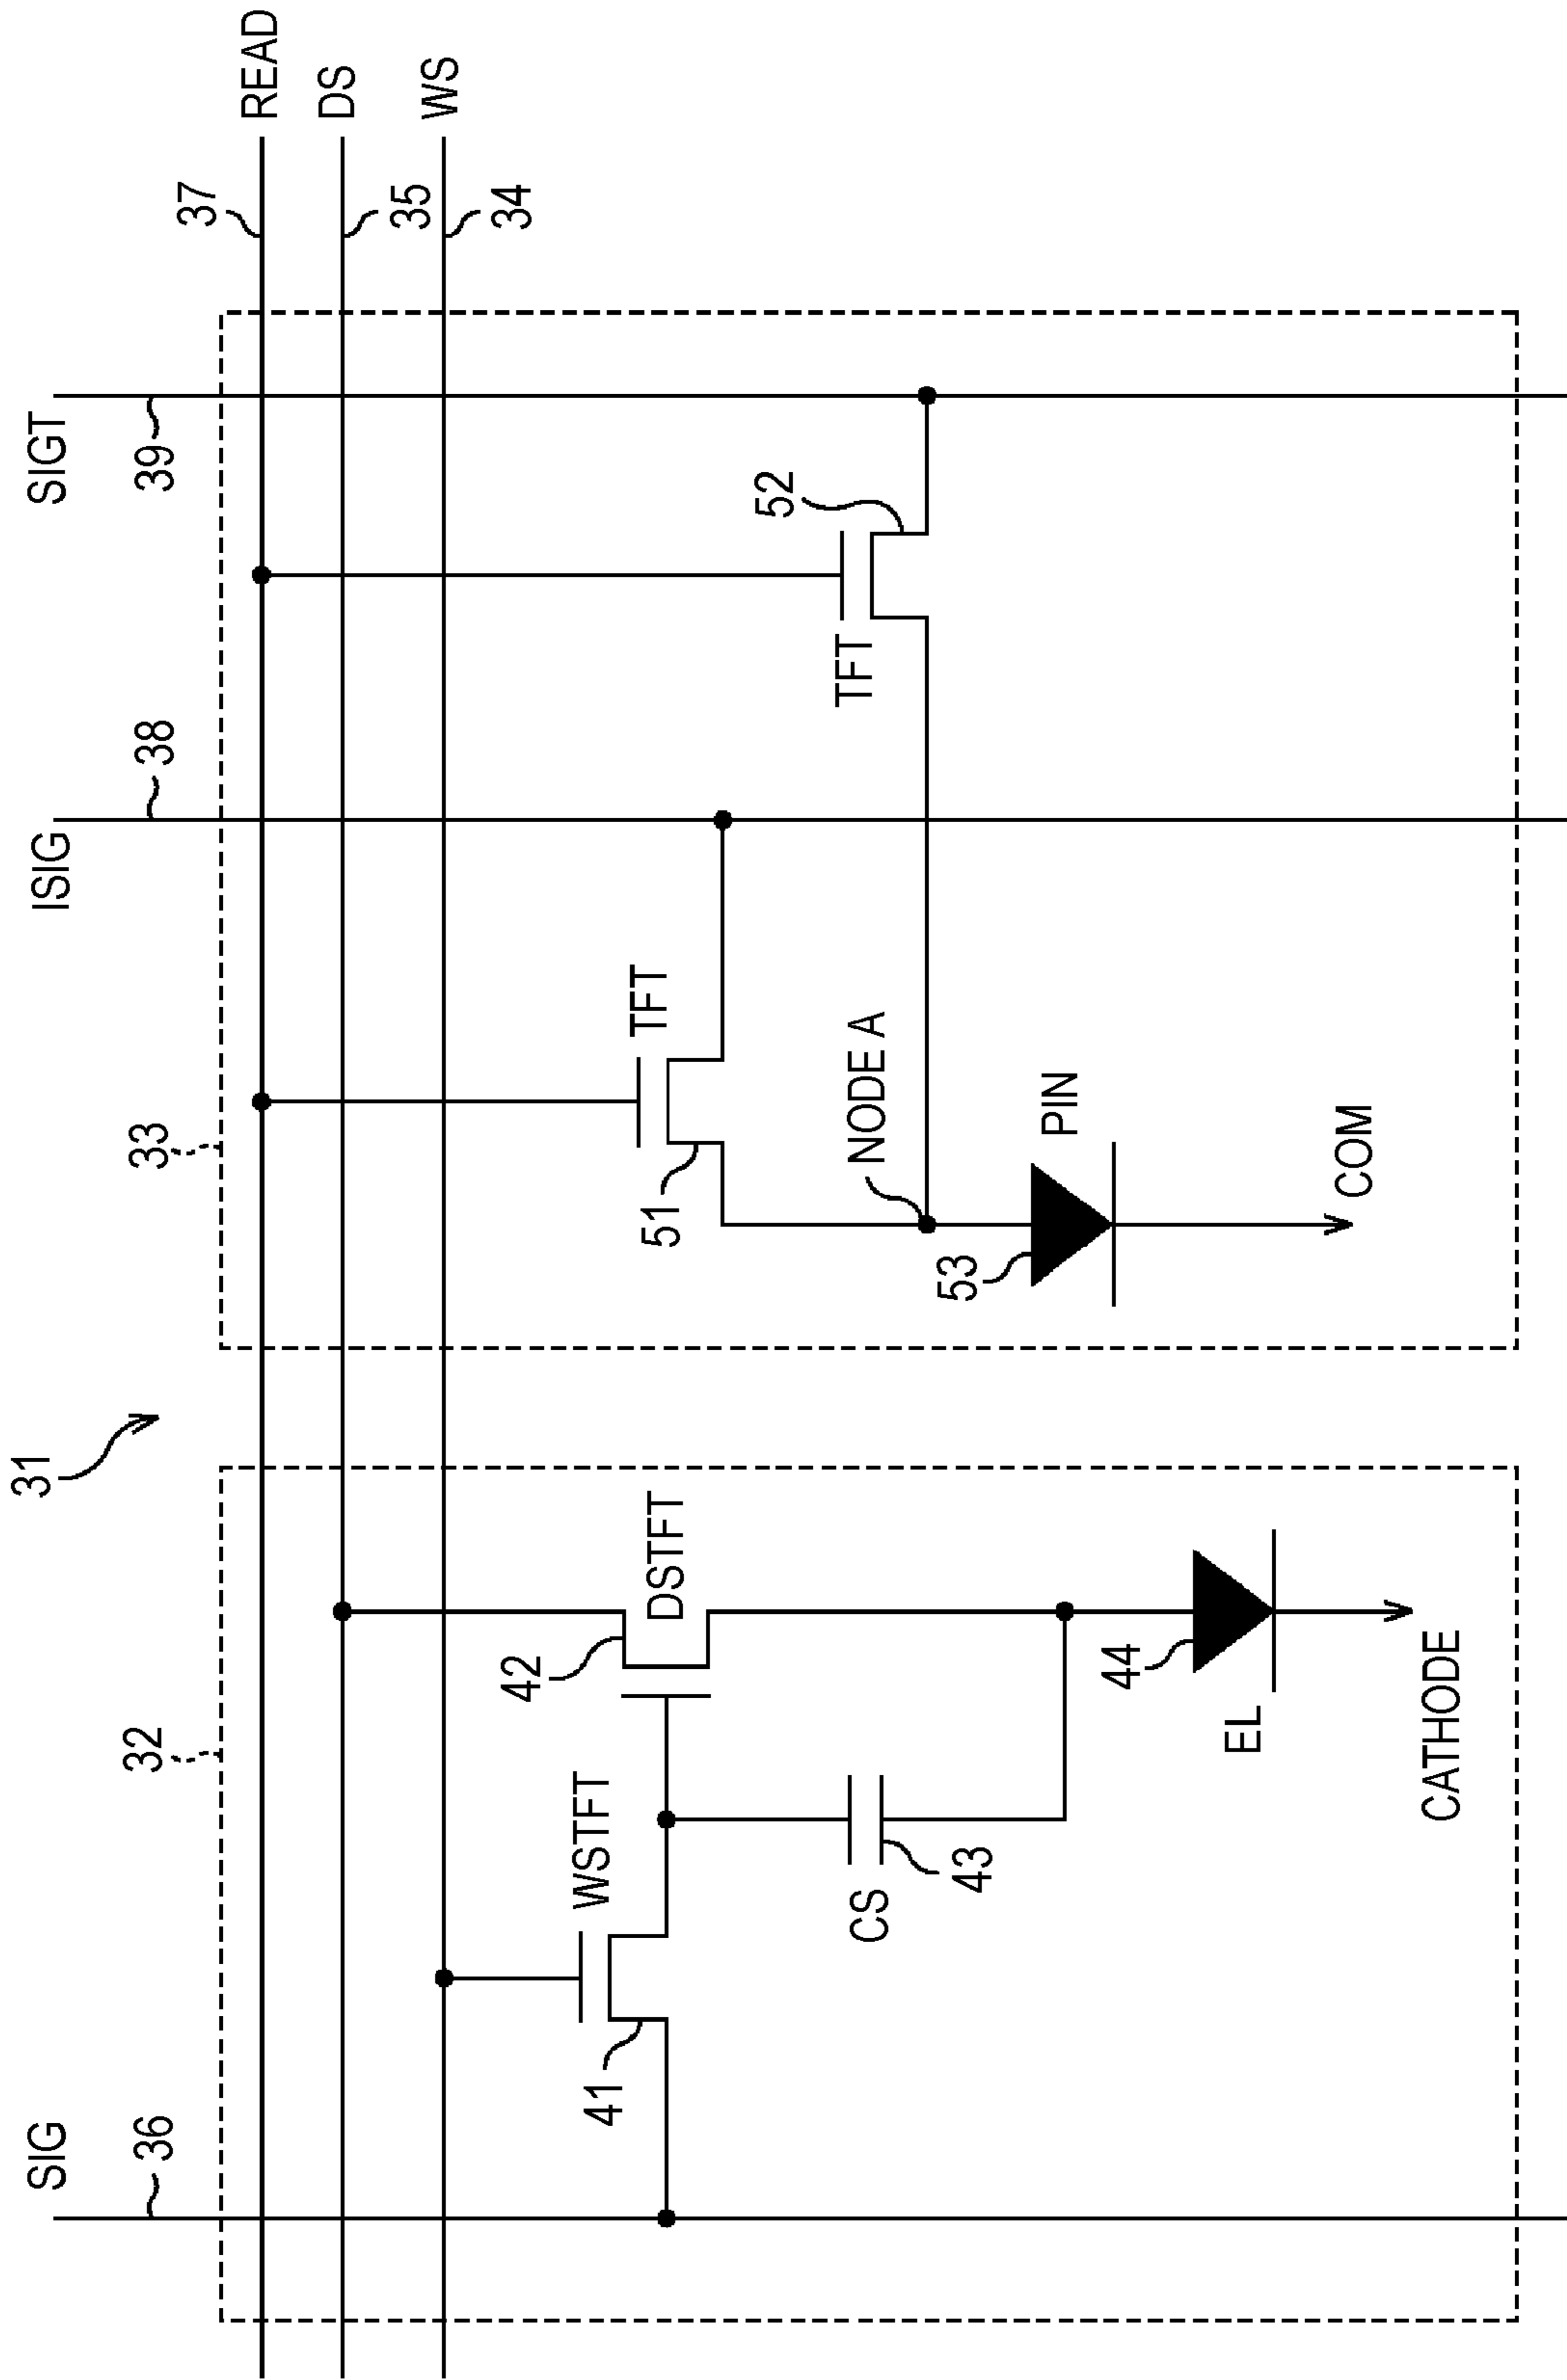 31
SIG
36
ISIG
38
SIGT
39
32
33
37
READ
DS
35
WS
34
WSTFT
41
42
DSTFT
CS
43
44
EL
CATHODE
TFT
51
TFT
52
NODE A
53
PIN
COM